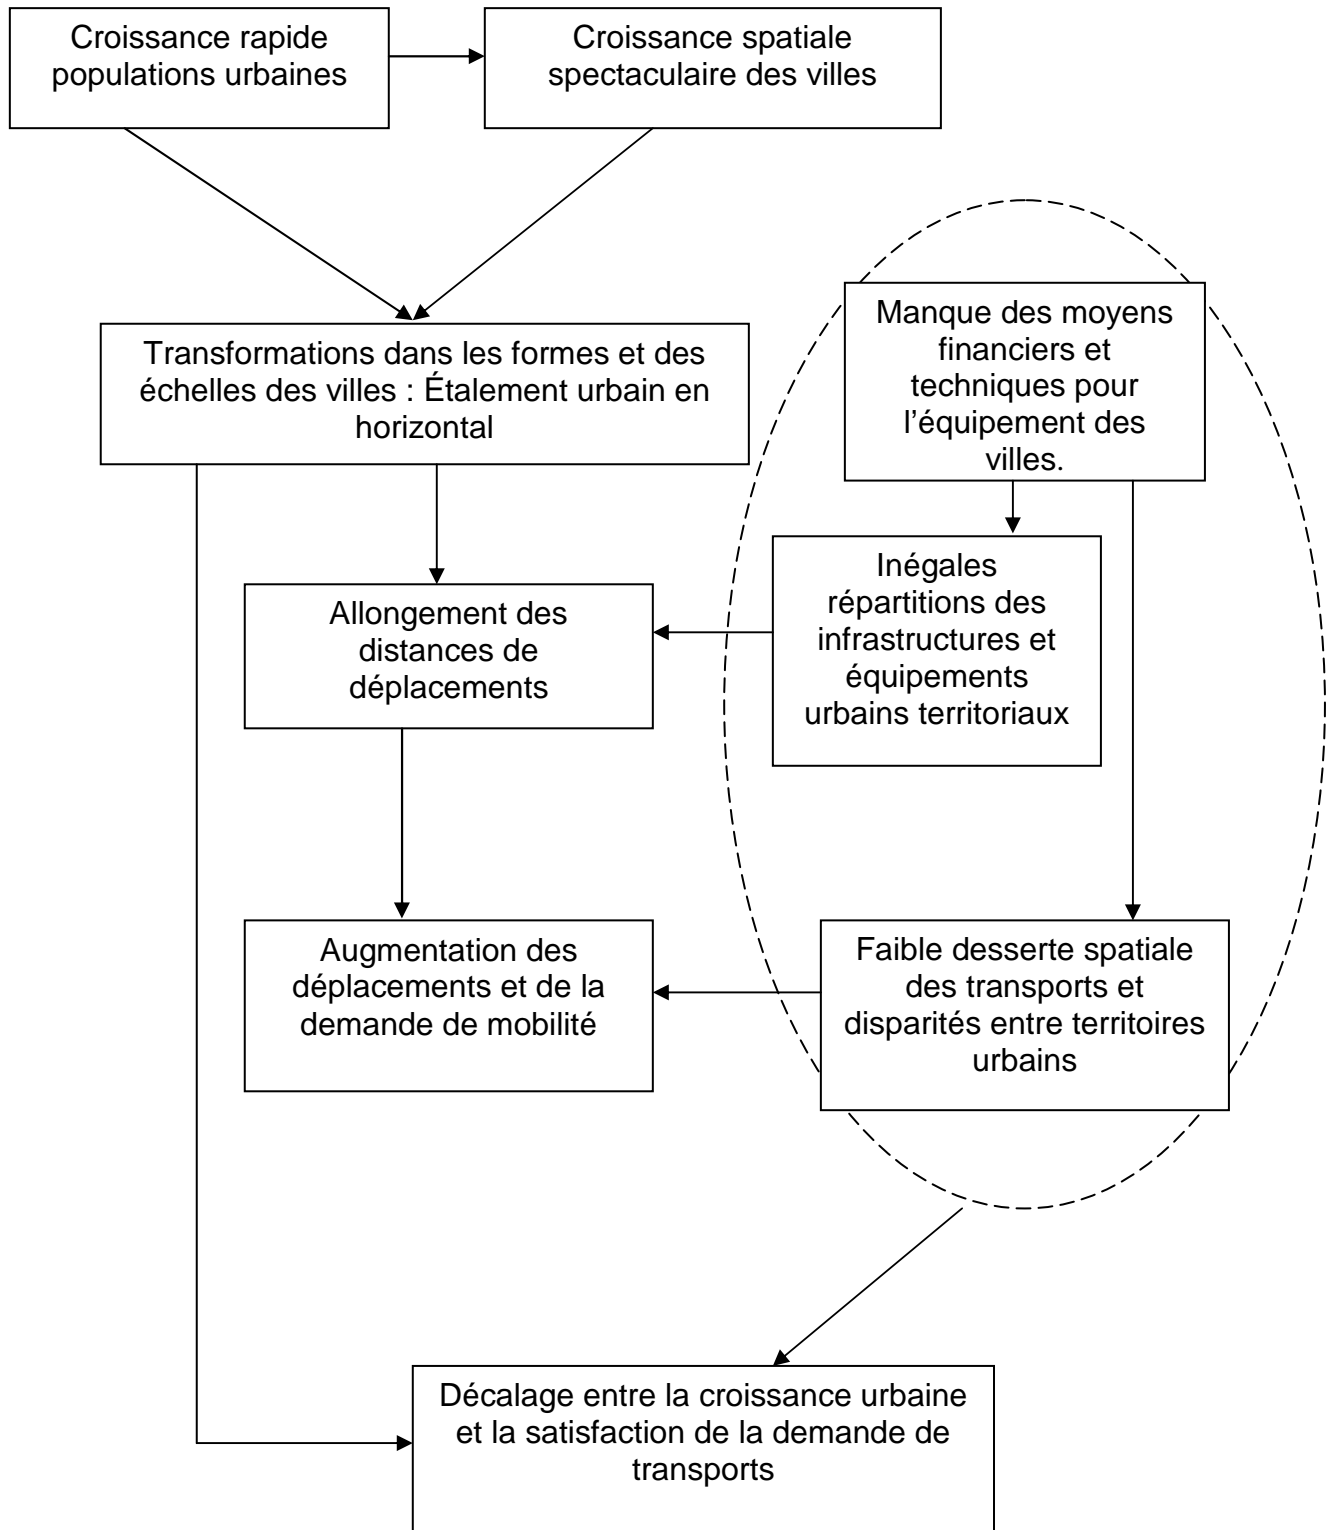 Croissance rapide
populations urbaines
Croissance spatiale
spectaculaire des villes
Transformations dans les formes et des
échelles des villes : Étalement urbain en
horizontal
Manque des moyens
financiers et
techniques pour
l’équipement des
villes.
Allongement des
distances de
déplacements
Inégales
répartitions des
infrastructures et
équipements
urbains territoriaux
Augmentation des
déplacements et de la
demande de mobilité
Faible desserte spatiale
des transports et
disparités entre territoires
urbains
Décalage entre la croissance urbaine
et la satisfaction de la demande de
transports